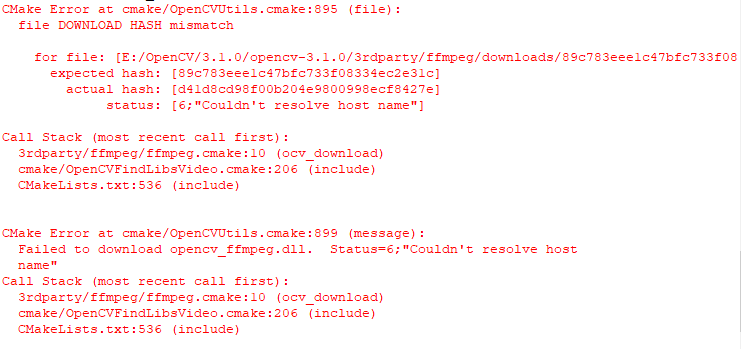 CMake Error at cmake/OpenCVUtils.cmake:895 (file):
file DOWNLOAD HASH mismatch
for file: [E:/OpenCV/3.1.0/opencv-3.1.0/3rdparty/ffmpeg/downloads/89c783eee1c47bfc733f08
expected hash: [89c783eee1c47bfc733f08334ec2e31c]
actual hash: [d41d8cd98f00b204e9800998ecf8427e]
status: [6;"Couldn't resolve host name"]
Call Stack (most recent call first):
3rdparty/ffmpeg/ffmpeg.cmake:10 (ocv_download)
cmake/OpenCVFindLibsVideo.cmake:206 (include)
CMakeLists.txt:536 (include)
CMake Error at cmake/OpenCVUtils.cmake:899 (message):
Failed to download opencv_ffmpeg.dll.  Status=6;"Couldn't resolve host
name"
Call Stack (most recent call first):
3rdparty/ffmpeg/ffmpeg.cmake:10 (ocv_download)
cmake/OpenCVFindLibsVideo.cmake:206 (include)
CMakeLists.txt:536 (include)